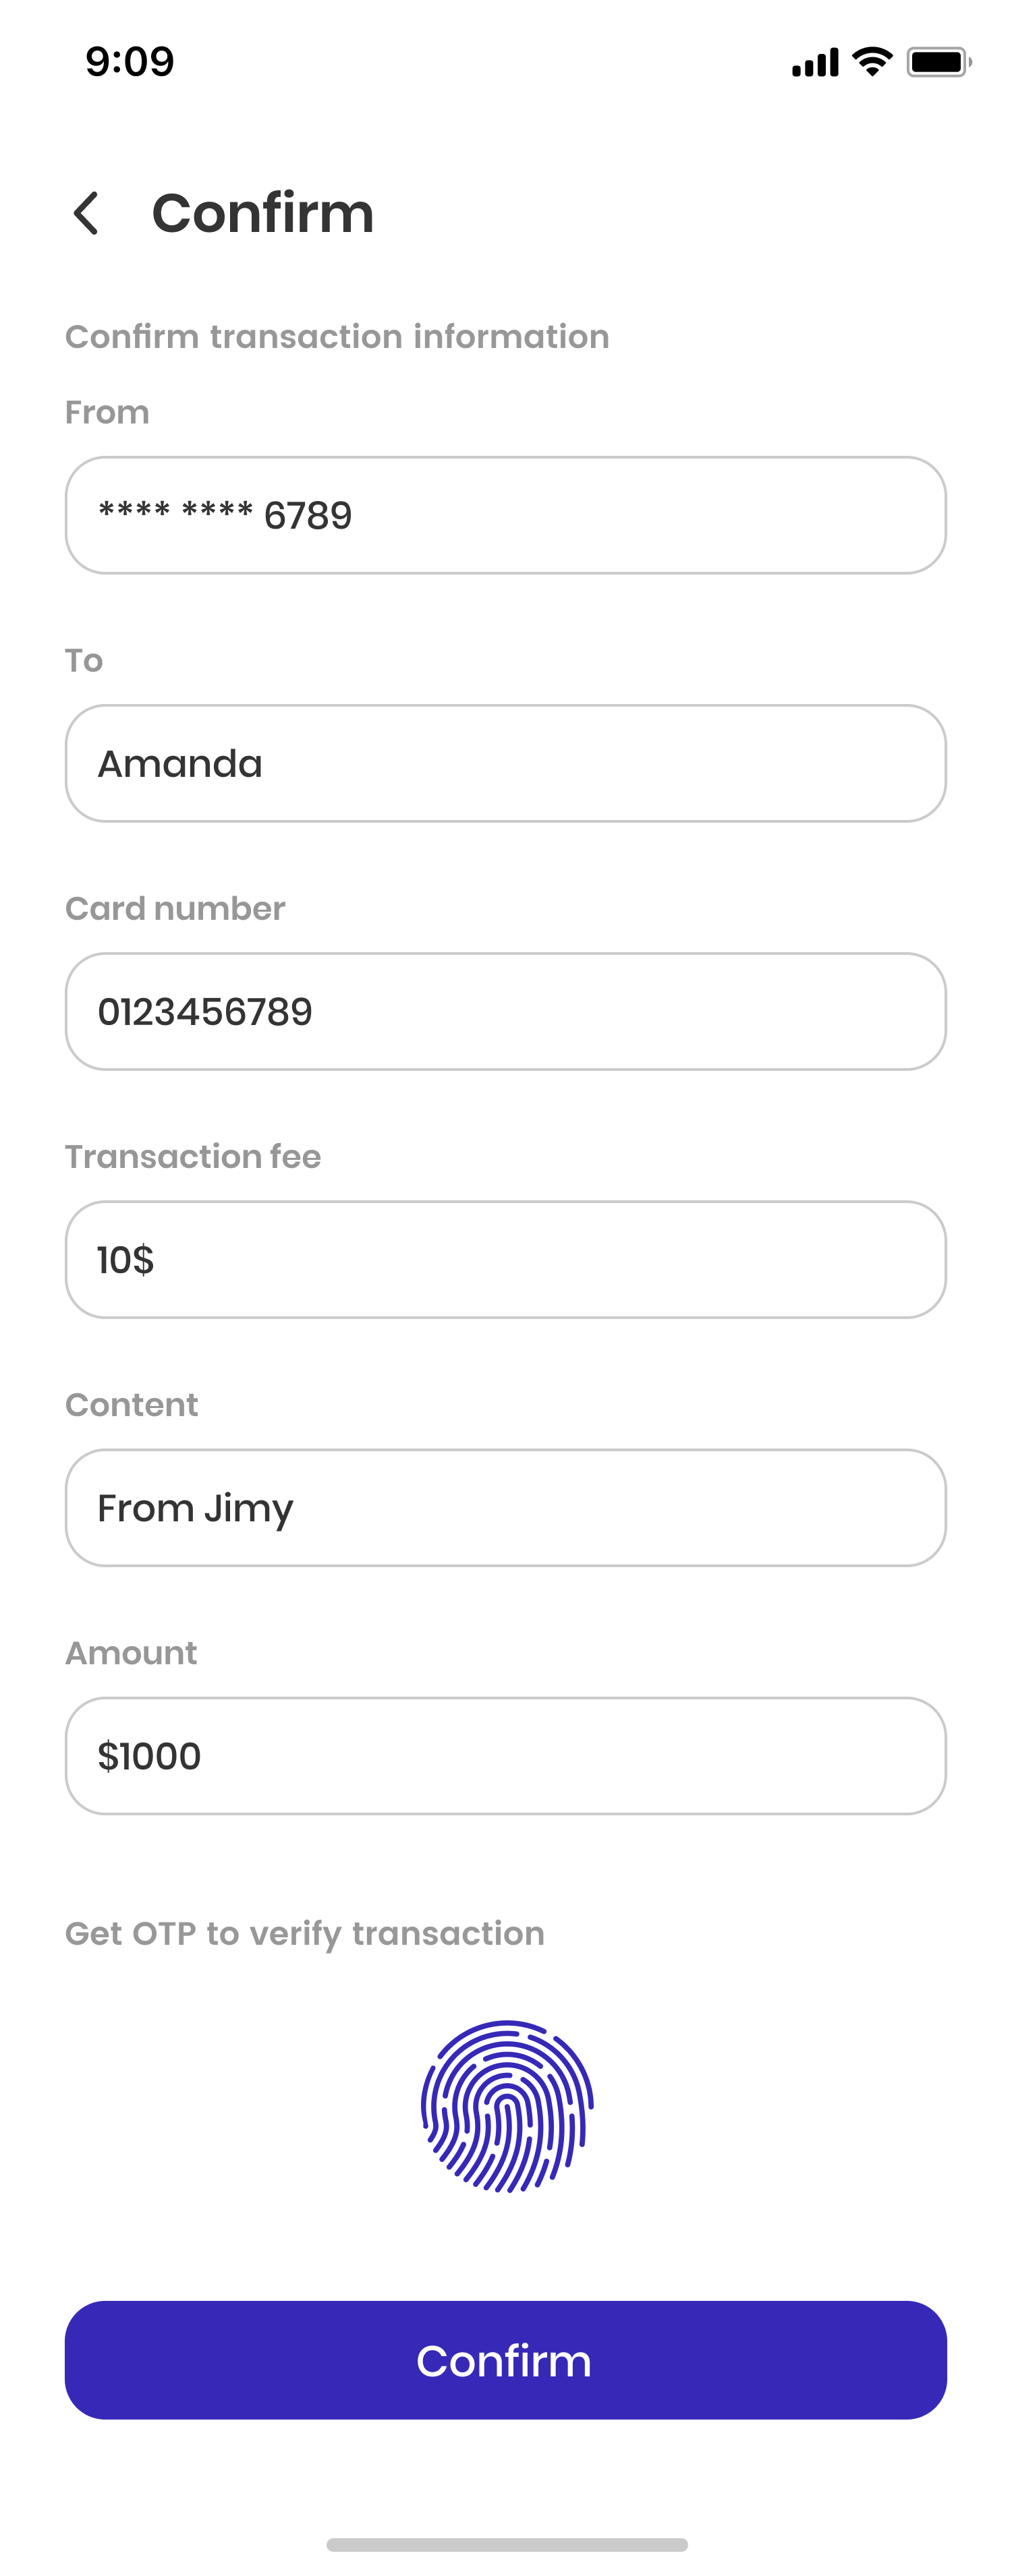 9:09
Confirm
Confirm transaction information
From
**** **** 6789
To
Amanda
Card number
0123456789
Transaction fee
10$
Content
From Jimy
Amount
$1000
Get OTP to verify transaction
Confirm